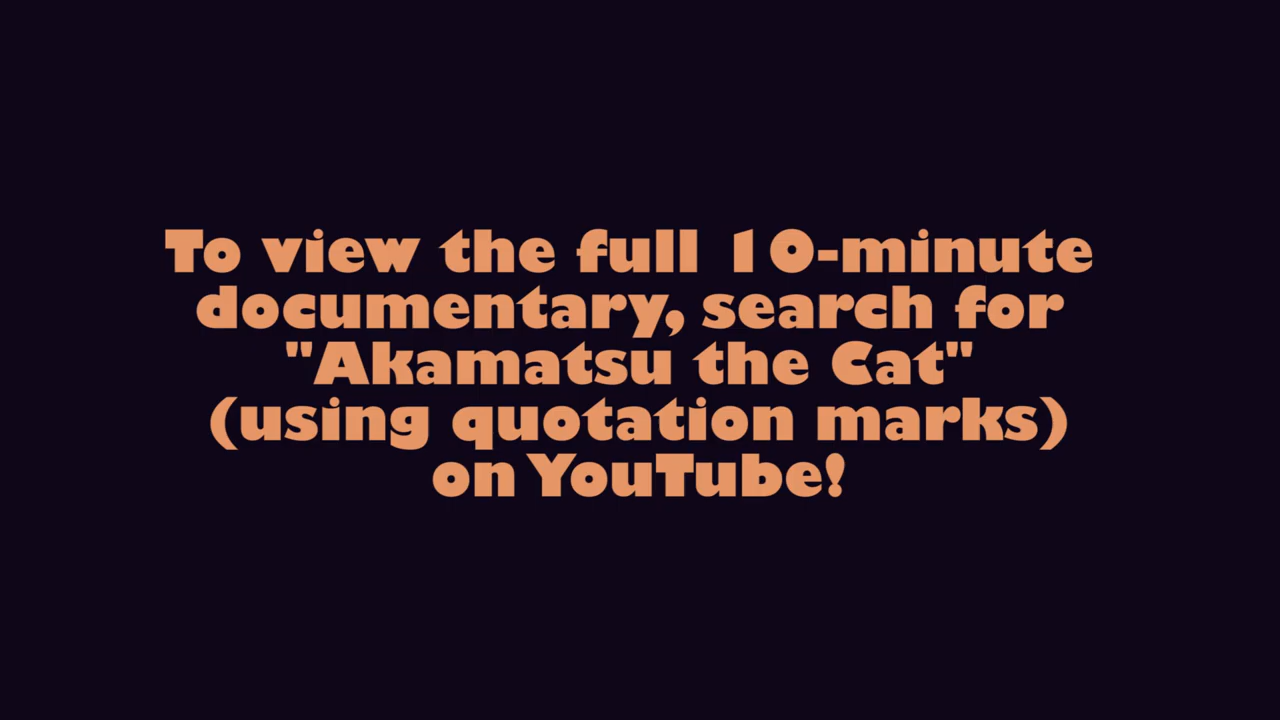 To view the full 10-minute
documentary, search for
"Akamatsu the Cat"
(using quotation marks)
on YouTube!